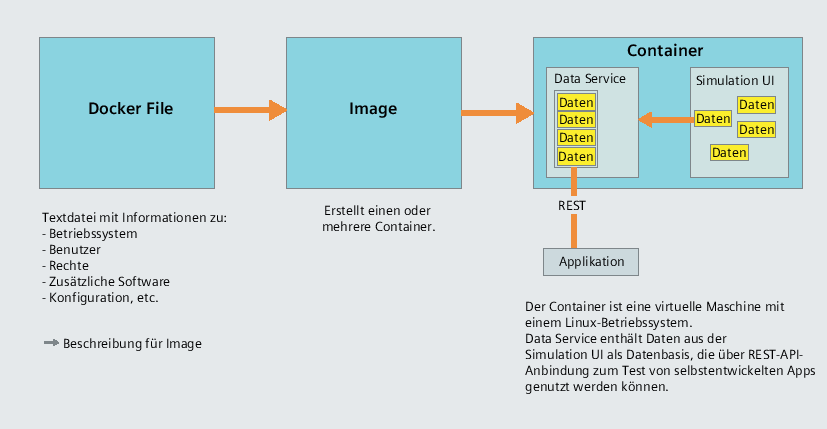 Docker File
Textdatei mit Informationen zu:
- Betriebssystem
- Benutzer
- Rechte
- Zusätzliche Software
- Konfiguration, etc.
Beschreibung für Image
Image
Erstellt einen oder
mehrere Container.
Container
Data Service
Daten
Daten
Daten
Daten
Simulation UI
Daten
Daten
Daten
Daten
REST
Applikation
Der Container ist eine virtuelle Maschine mit
einem Linux-Betriebssystem.
Data Service enthält Daten aus der
Simulation UI als Datenbasis, die über REST-API-
Anbindung zum Test von selbstentwickelten Apps
genutzt werden können.